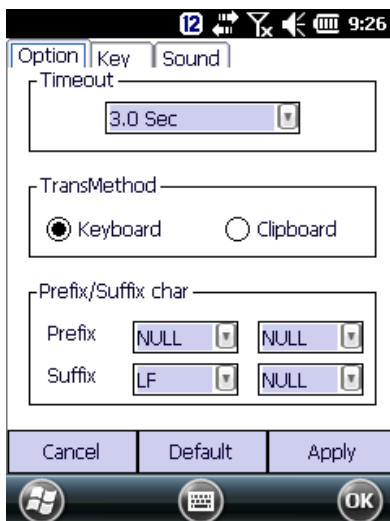 12 9:26
Option Key Sound
Timeout
3.0 Sec
TransMethod
Keyboard Clipboard
Prefix/Suffix char
Prefix NULL NULL
Suffix LF NULL
Cancel Default Apply
OK